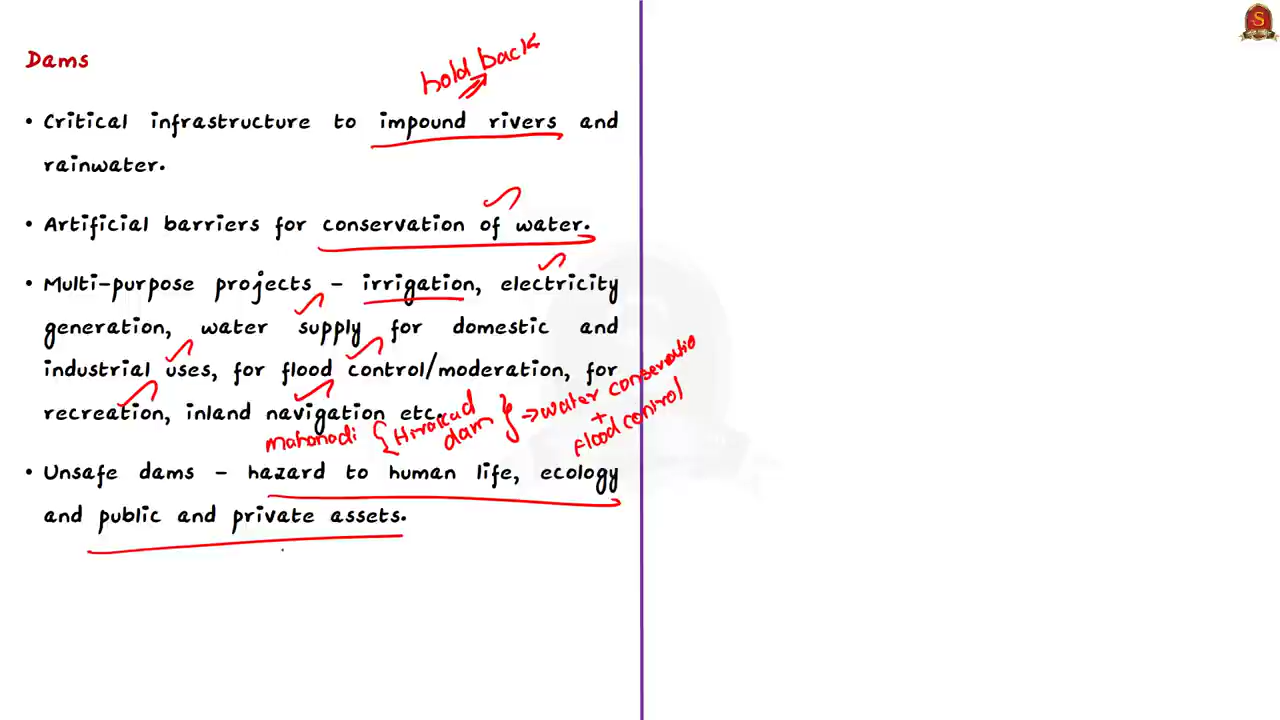 Dams
hold back
• Critical infrastructure to impound rivers and
rainwater.
• Artificial barriers for conservation of water.
• Multi-purpose projects - irrigation, electricity
generation, water supply for domestic and
industrial uses, for flood control/moderation, for
recreation, inland navigation etc.
mahanadi { Hirakud dam } → water conservatio
+
flood control
• Unsafe dams - hazard to human life, ecology
and public and private assets.
S